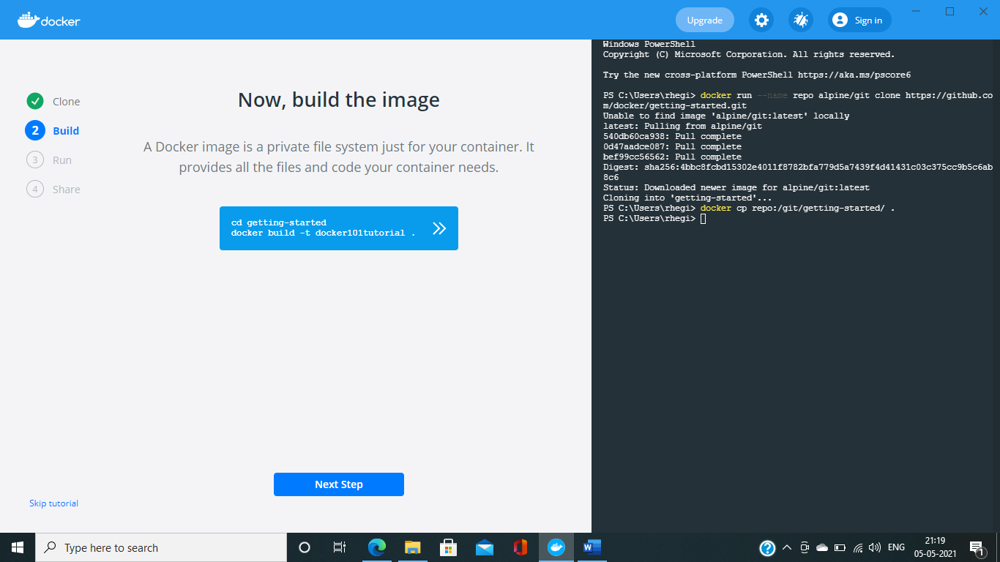 docker
Upgrade
Sign in
Clone
2 Build
3 Run
4 Share
Now, build the image
A Docker image is a private file system just for your container. It
provides all the files and code your container needs.
cd getting-started
docker build -t docker101tutorial .
Next Step
Skip tutorial
Windows PowerShell
Copyright (C) Microsoft Corporation. All rights reserved.
Try the new cross-platform PowerShell https://aka.ms/pscore6
PS C:\Users\rhegi> docker run --name repo alpine/git clone https://github.co
m/docker/getting-started.git
Unable to find image 'alpine/git:latest' locally
latest: Pulling from alpine/git
540db60ca938: Pull complete
0d47aadce087: Pull complete
bef99cc56562: Pull complete
Digest: sha256:4bbc8fcbd15302e4011f8782bfa779d5a7439f4d41431c03c375cc9b5c6ab
8c6
Status: Downloaded newer image for alpine/git:latest
Cloning into 'getting-started'...
PS C:\Users\rhegi> docker cp repo:/git/getting-started/ .
PS C:\Users\rhegi>
Type here to search
ENG
21:19
05-05-2021
1